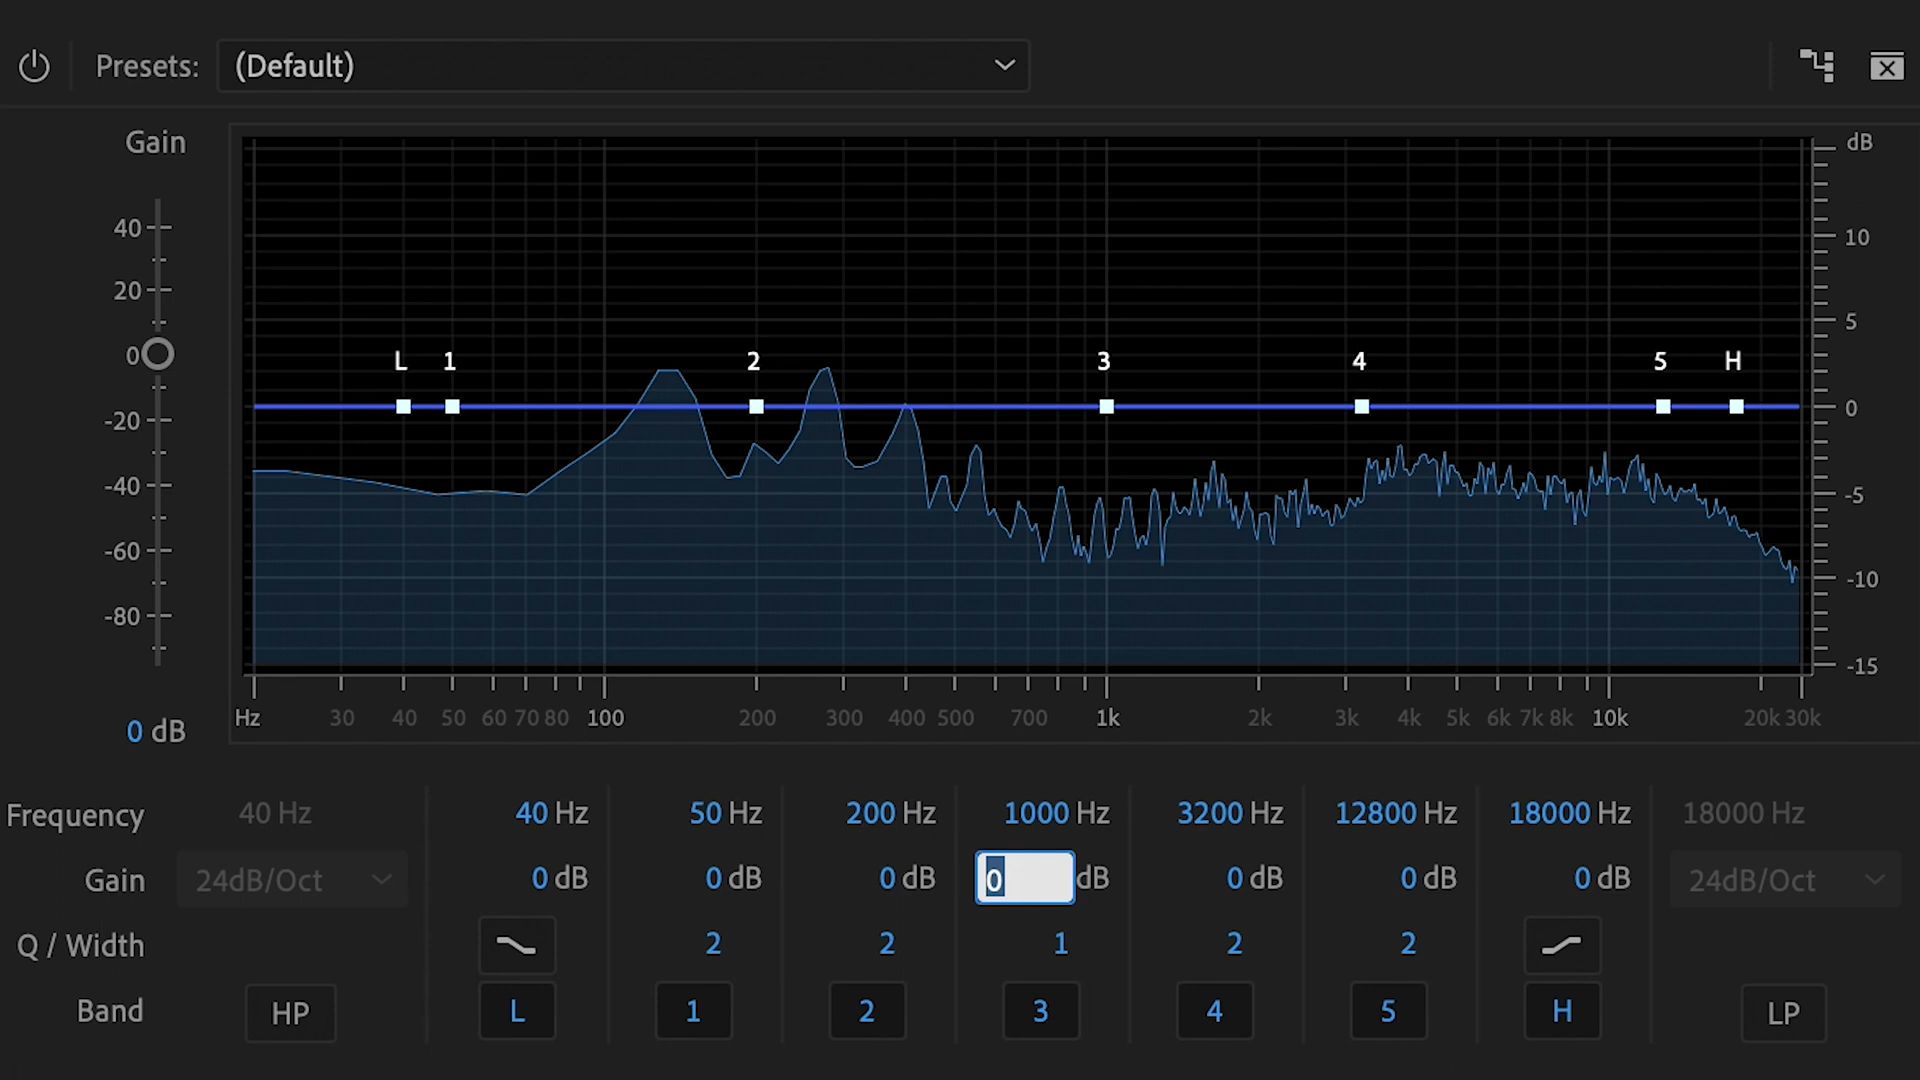 Presets: (Default)
Gain dB
40
20
0
-20
-40
-60
-80
0 dB
L 1 2 3 4 5 H
10
5
0
-5
-10
-15
Hz 30 40 50 60 70 80 100 200 300 400 500 700 1k 2k 3k 4k 5k 6k 7k 8k 10k 20k 30k
Frequency 40 Hz 40 Hz 50 Hz 200 Hz 1000 Hz 3200 Hz 12800 Hz 18000 Hz 18000 Hz
Gain 24dB/Oct 0 dB 0 dB 0 dB 0 dB 0 dB 0 dB 0 dB 24dB/Oct
Q / Width 2 2 1 2 2
Band HP L 1 2 3 4 5 H LP